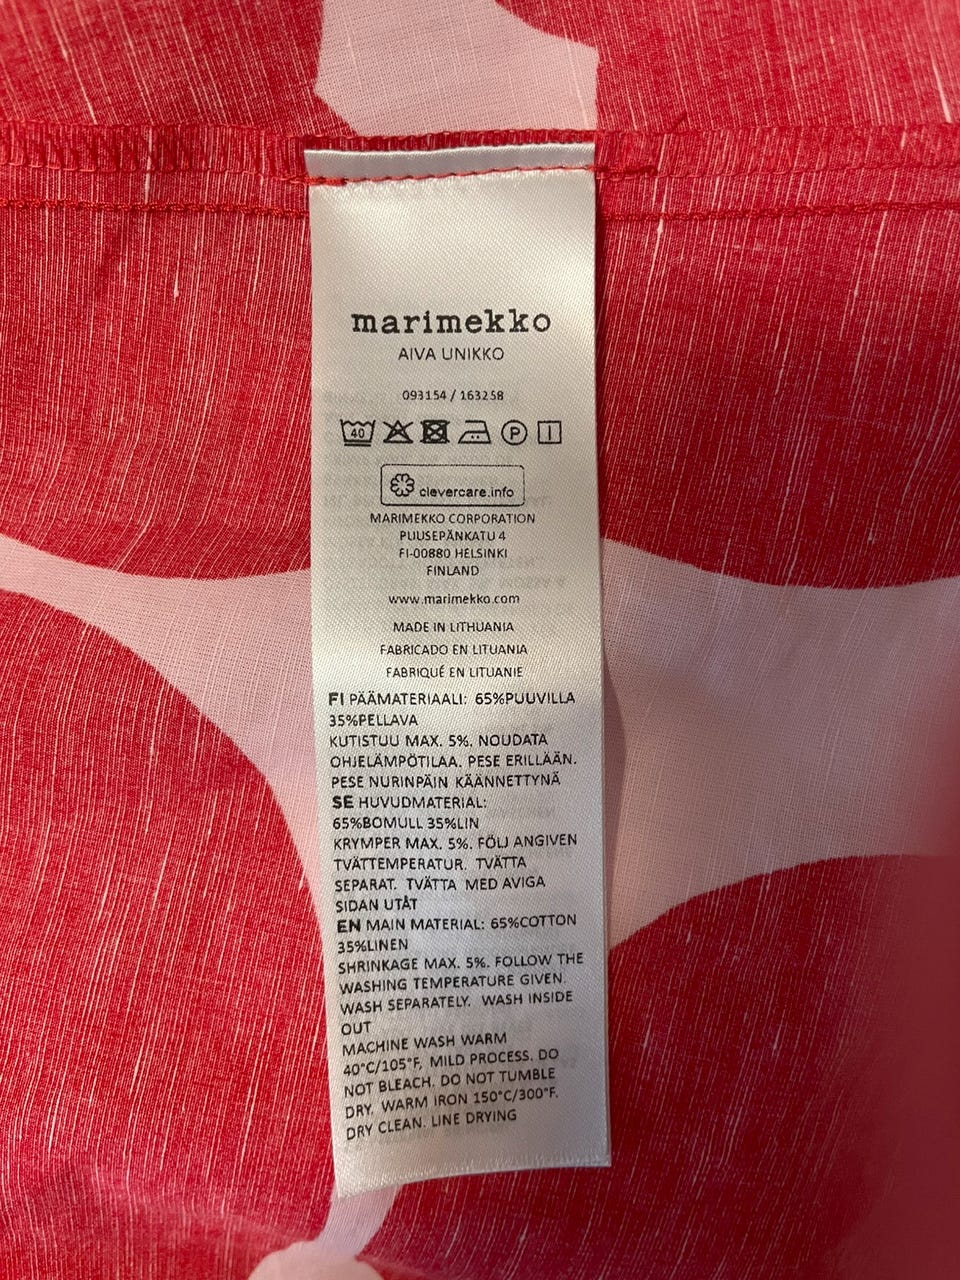 marimekko
AIVA UNIKKO
093154 / 163258
40 P
clevercare.info
MARIMEKKO CORPORATION
PUUSEPÄNKATU 4
FI-00880 HELSINKI
FINLAND
www.marimekko.com
MADE IN LITHUANIA
FABRICADO EN LITUANIA
FABRIQUÉ EN LITUANIE
FI PÄÄMATERIAALI: 65%PUUVILLA
35%PELLAVA
KUTISTUU MAX. 5%. NOUDATA
OHJELÄMPÖTILAA. PESE ERILLÄÄN.
PESE NURINPÄIN KÄÄNNETTYNÄ
SE HUVUDMATERIAL:
65%BOMULL 35%LIN
KRYMPER MAX. 5%. FÖLJ ANGIVEN
TVÄTTEMPERATUR. TVÄTTA
SEPARAT. TVÄTTA MED AVIGA
SIDAN UTÅT
EN MAIN MATERIAL: 65%COTTON
35%LINEN
SHRINKAGE MAX. 5%. FOLLOW THE
WASHING TEMPERATURE GIVEN.
WASH SEPARATELY. WASH INSIDE
OUT
MACHINE WASH WARM
40°C/105°F, MILD PROCESS. DO
NOT BLEACH. DO NOT TUMBLE
DRY. WARM IRON 150°C/300°F.
DRY CLEAN. LINE DRYING